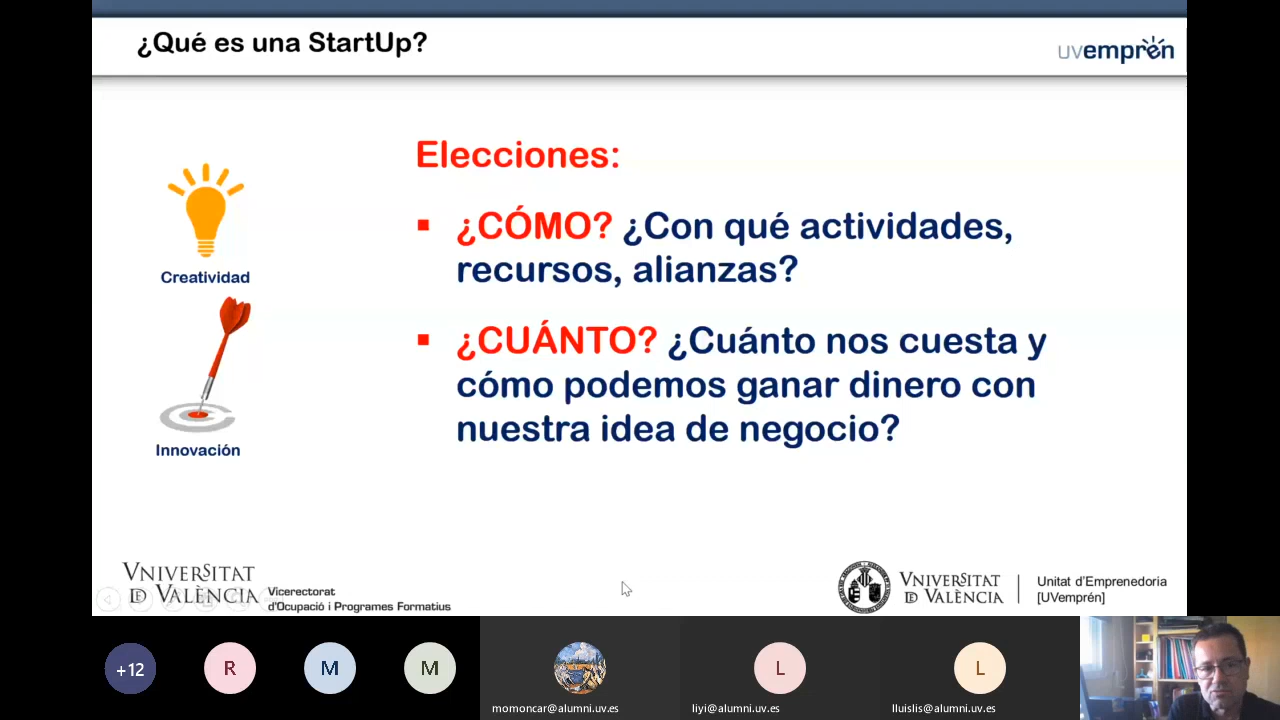 ¿Qué es una StartUp?
uvemprén
Elecciones:
¿CÓMO? ¿Con qué actividades,
recursos, alianzas?
Creatividad
¿CUÁNTO? ¿Cuánto nos cuesta y
cómo podemos ganar dinero con
nuestra idea de negocio?
Innovación
VNIVERSITAT
DE VALÈNCIA
Vicerectorat
d'Ocupació i Programes Formatius
VNIVERSITAT
DE VALÈNCIA
Unitat d'Emprenedoria
[UVemprén]
+12
R
M
M
L
L
momoncar@alumni.uv.es
liyi@alumni.uv.es
lluislis@alumni.uv.es